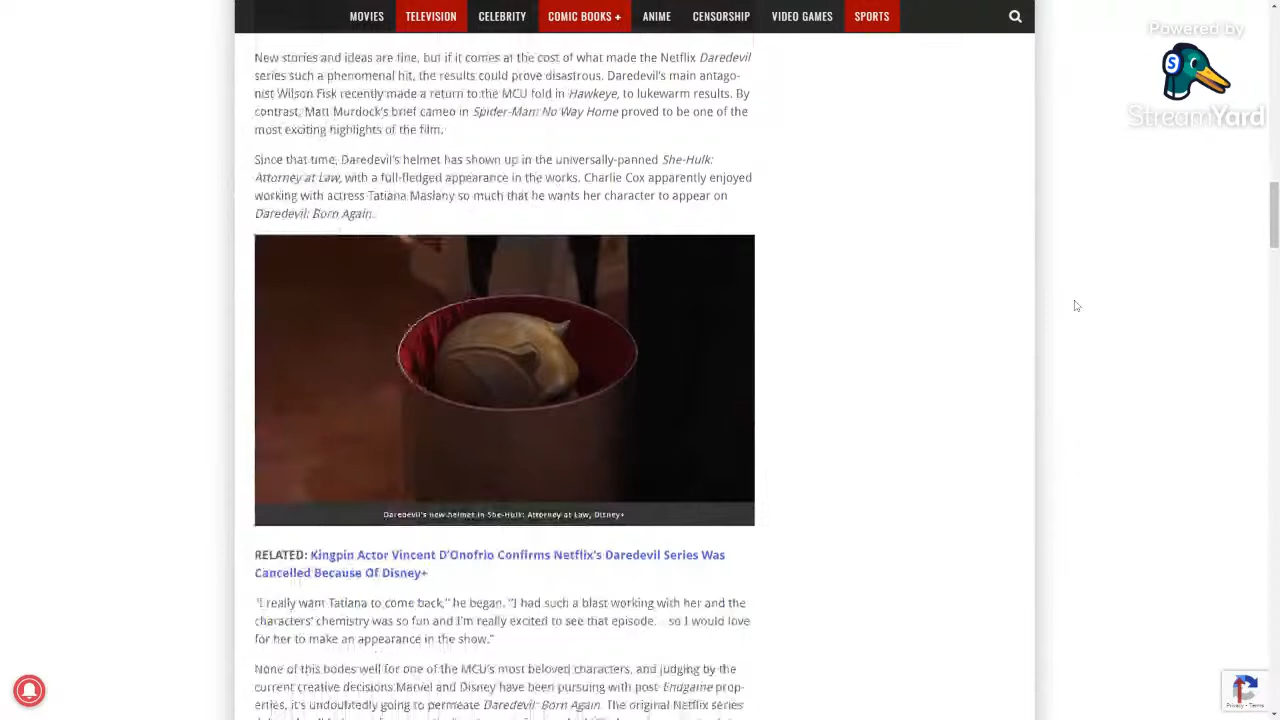 MOVIES TELEVISION CELEBRITY COMIC BOOKS + ANIME CENSORSHIP VIDEO GAMES SPORTS
Powered by
S
StreamYard
New stories and ideas are fine, but if it comes at the cost of what made the Netflix Daredevil
series such a phenomenal hit, the results could prove disastrous. Daredevil's main antago-
nist Wilson Fisk recently made a return to the MCU fold in Hawkeye, to lukewarm results. By
contrast, Matt Murdock's brief cameo in Spider-Man: No Way Home proved to be one of the
most exciting highlights of the film.
Since that time, Daredevil's helmet has shown up in the universally-panned She-Hulk:
Attorney at Law, with a full-fledged appearance in the works. Charlie Cox apparently enjoyed
working with actress Tatiana Maslany so much that he wants her character to appear on
Daredevil: Born Again.
Daredevil's new helmet in She-Hulk: Attorney at Law, Disney+
RELATED: Kingpin Actor Vincent D'Onofrio Confirms Netflix's Daredevil Series Was
Cancelled Because Of Disney+
"I really want Tatiana to come back," he began. "I had such a blast working with her and the
characters' chemistry was so fun and I'm really excited to see that episode. so I would love
for her to make an appearance in the show."
None of this bodes well for one of the MCU's most beloved characters, and judging by the
current creative decisions Marvel and Disney have been pursuing with post-Endgame prop-
erties, it's undoubtedly going to permeate Daredevil: Born Again. The original Netflix series
Privacy - Terms